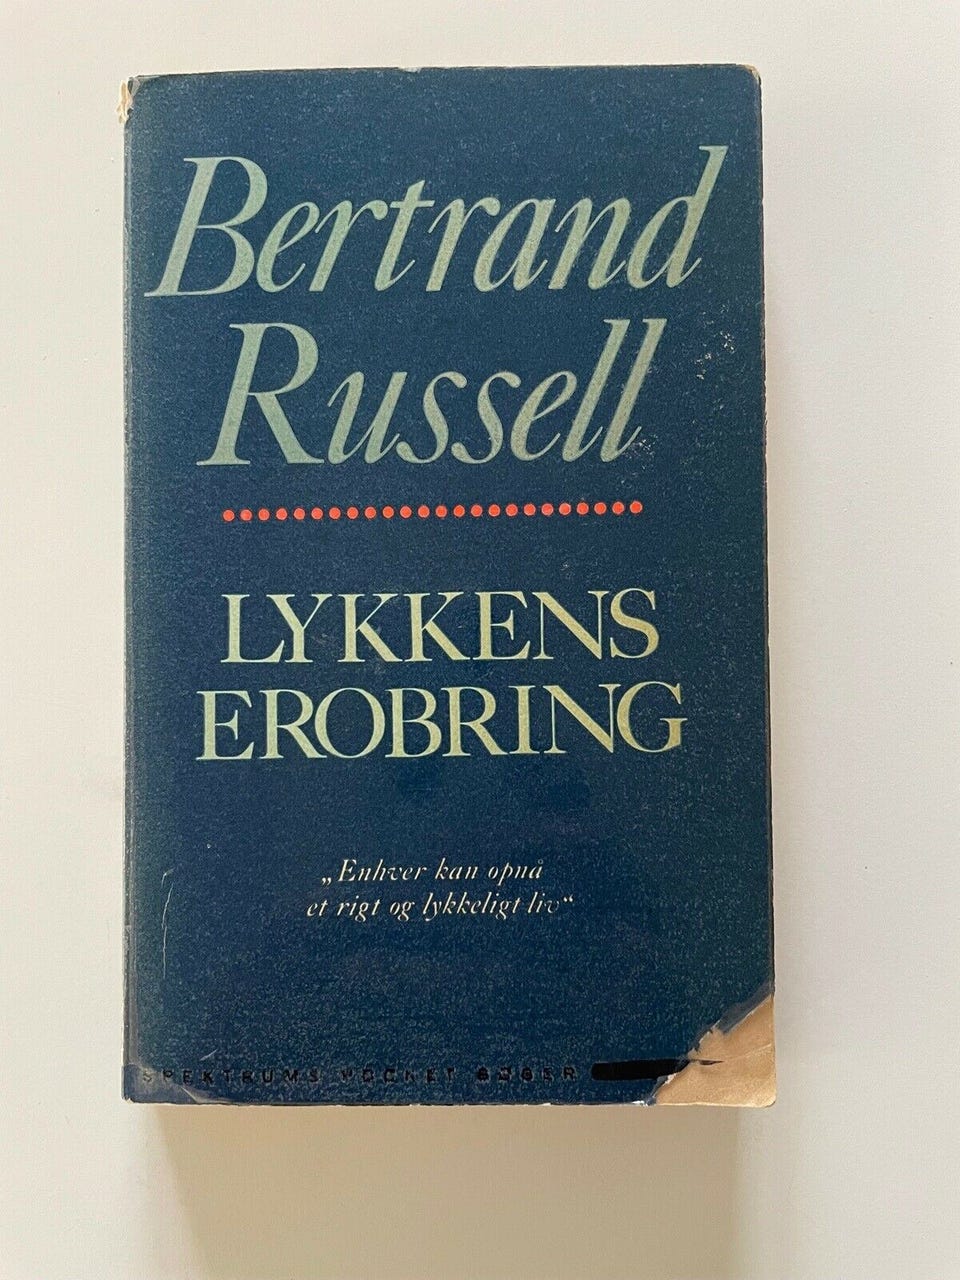 Bertrand
Russell
LYKKENS
EROBRING
„Enhver kan opnå
et rigt og lykkeligt liv“
SPEKTRUMS POCKET BØGER